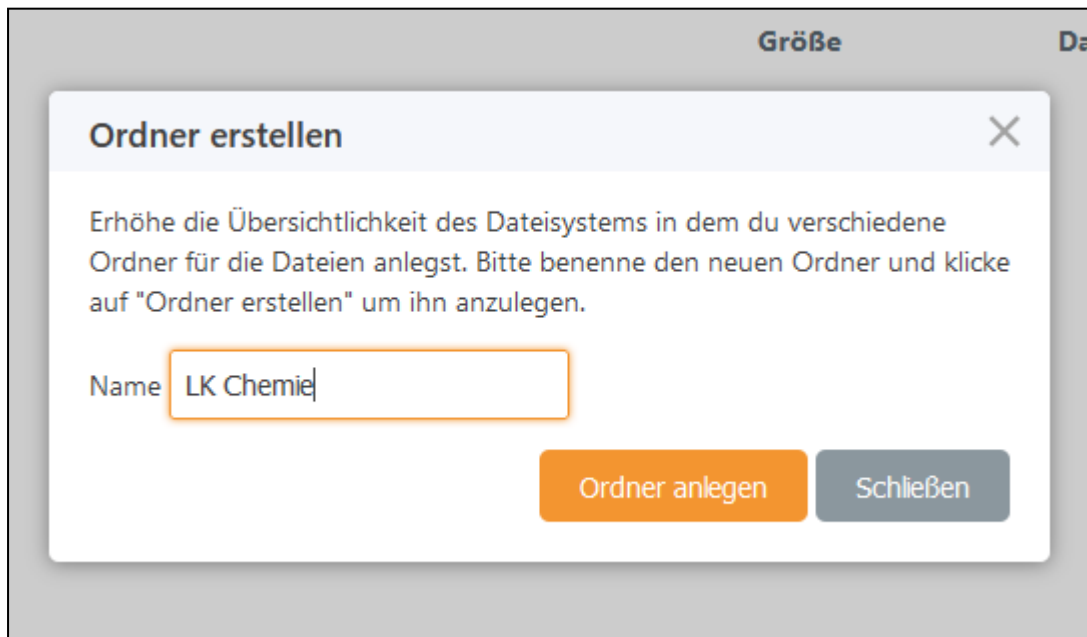 Größe Da
Ordner erstellen
Erhöhe die Übersichtlichkeit des Dateisystems in dem du verschiedene
Ordner für die Dateien anlegst. Bitte benenne den neuen Ordner und klicke
auf "Ordner erstellen" um ihn anzulegen.
Name LK Chemie
Ordner anlegen Schließen